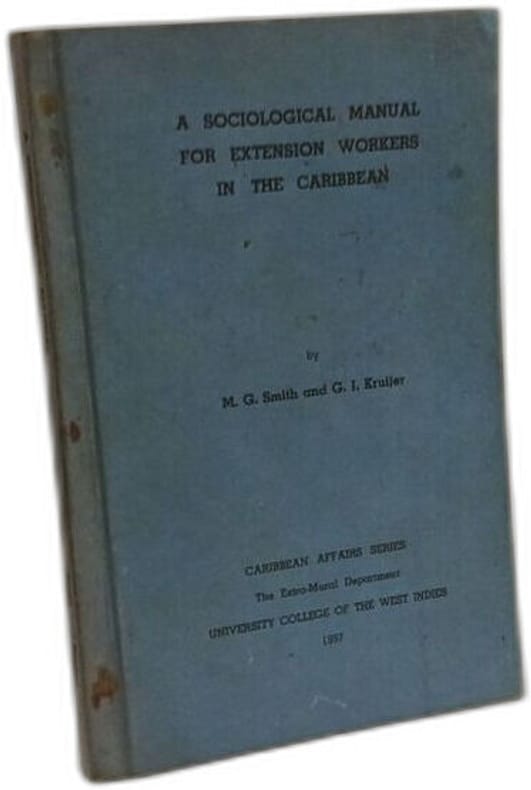 A SOCIOLOGICAL MANUAL
FOR EXTENSION WORKERS
IN THE CARIBBEAN
by
M. G. Smith and G. J. Kruijer
CARIBBEAN AFFAIRS SERIES
The Extra-Mural Department
UNIVERSITY COLLEGE OF THE WEST INDIES
1957